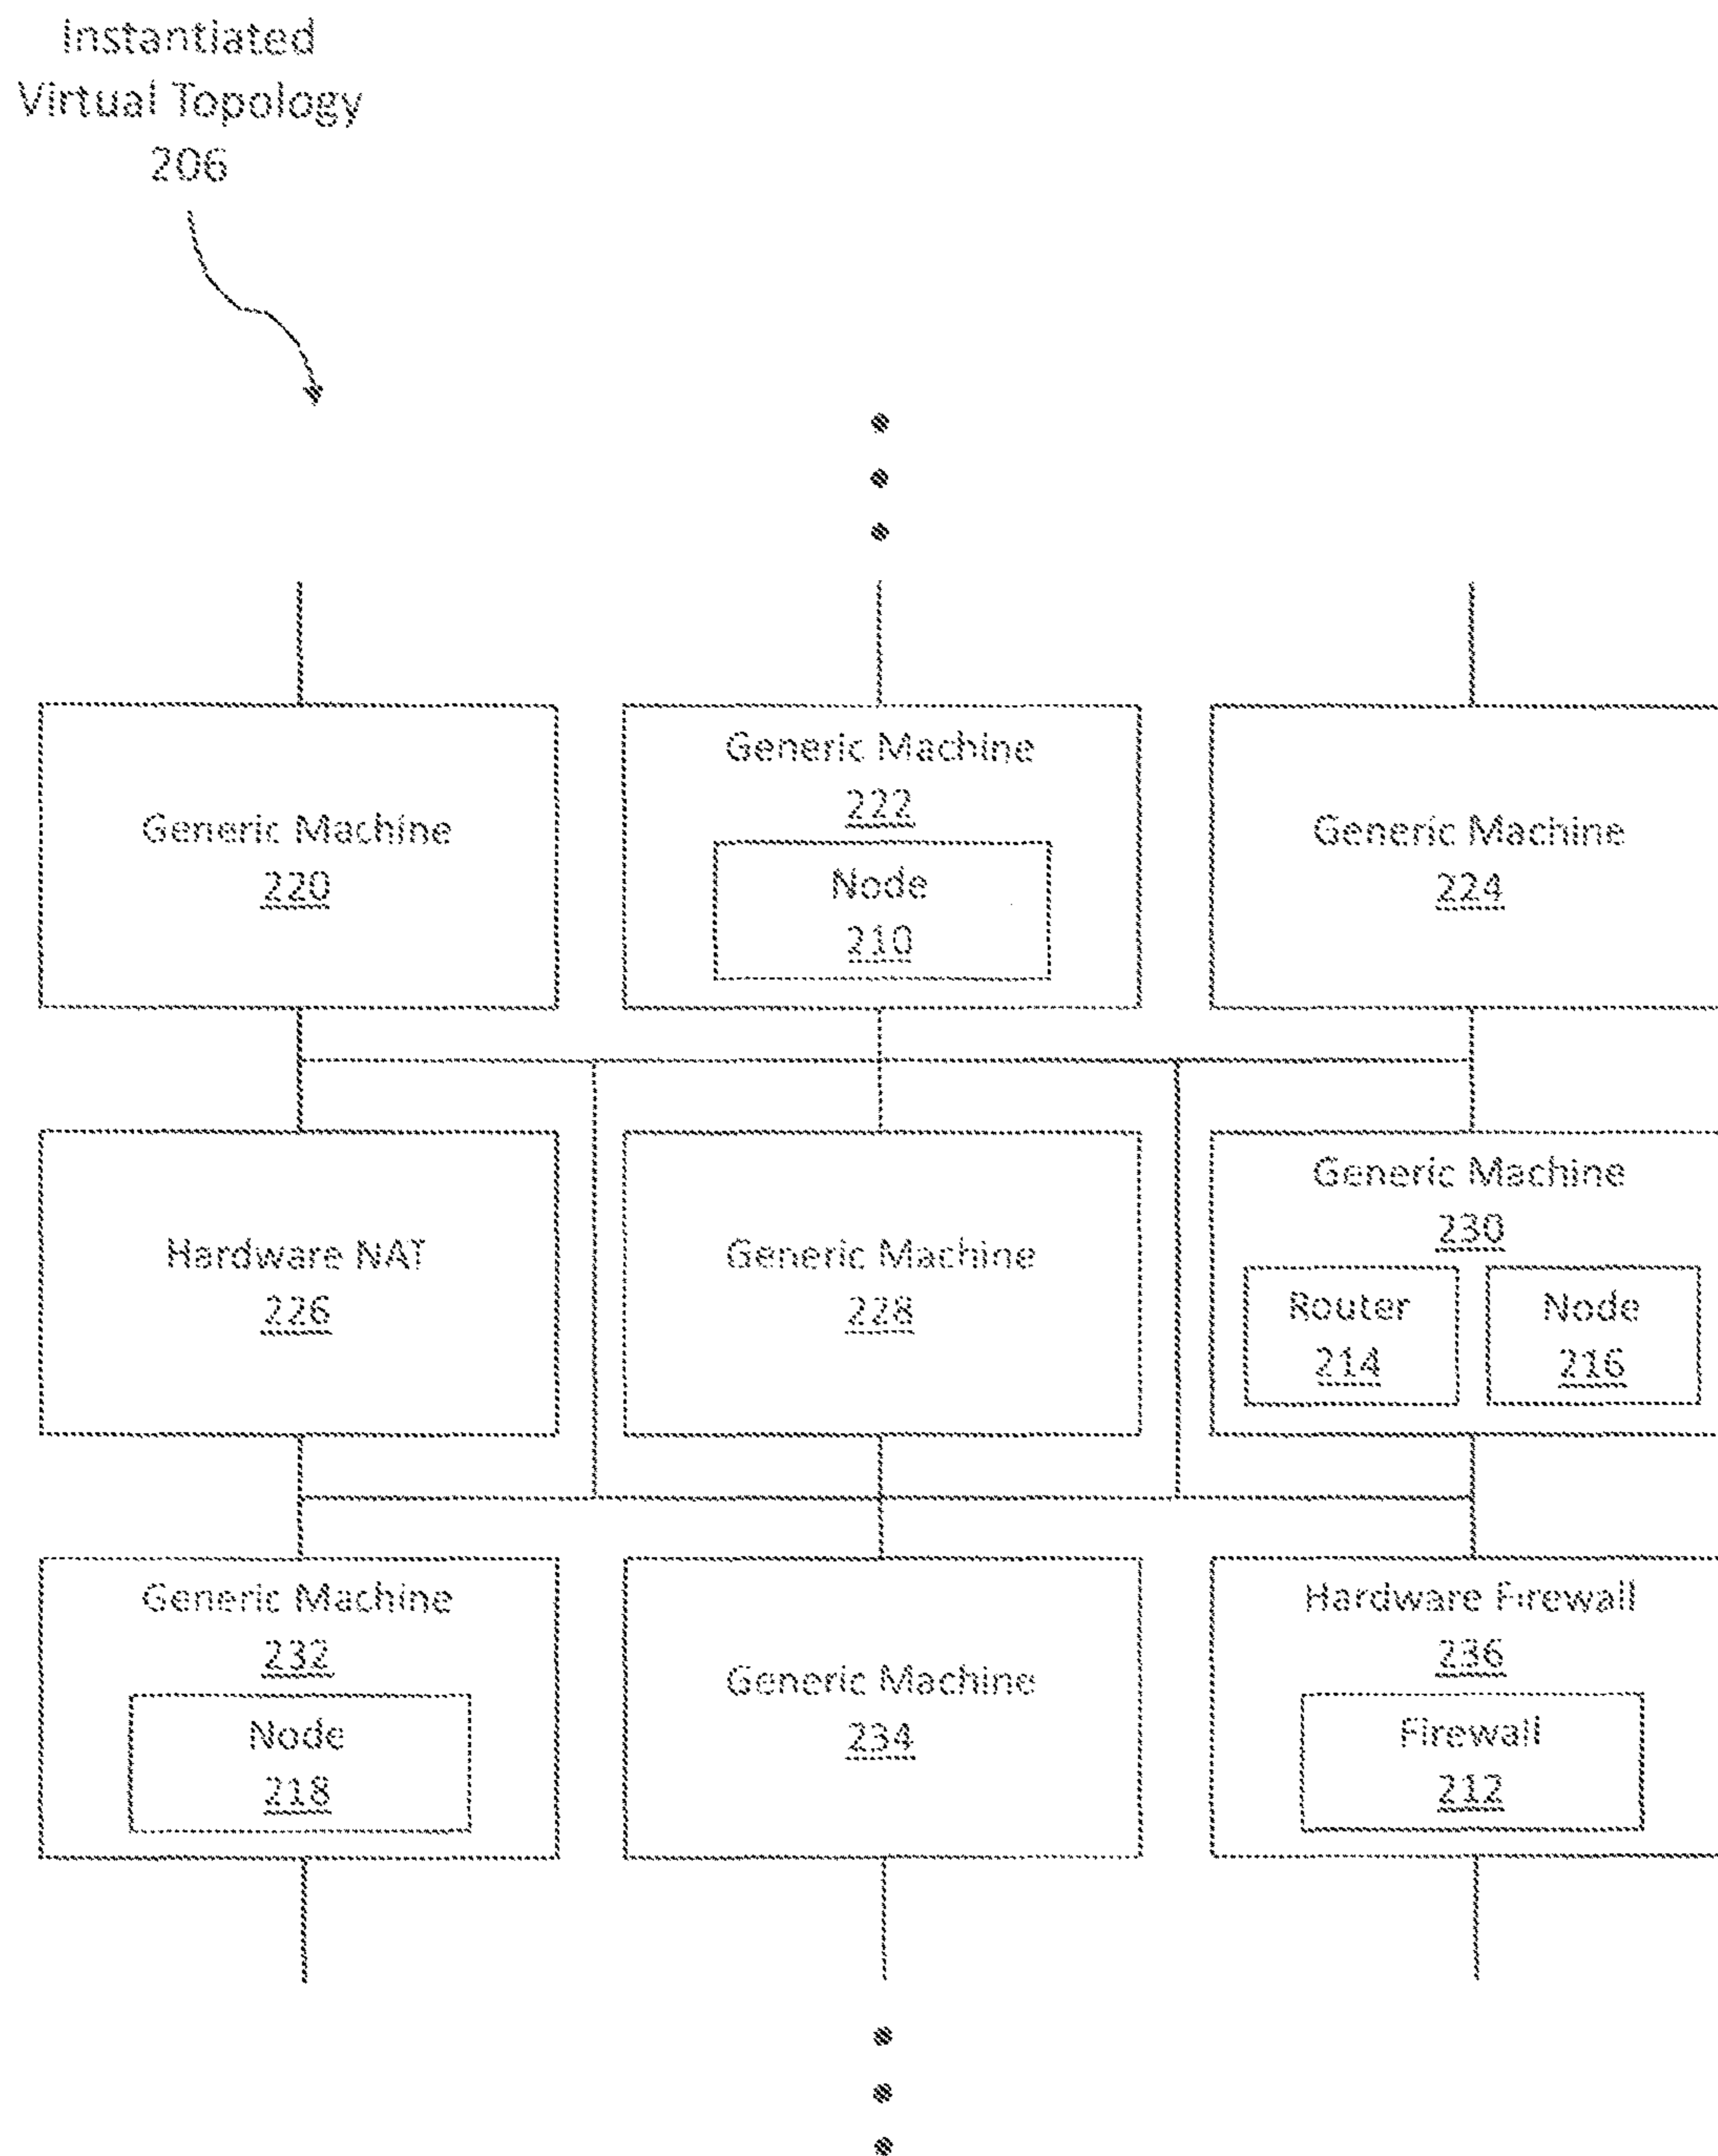 Instantiated
Virtual Topology
206
Generic Machine
220
Generic Machine
222
Node
210
Generic Machine
224
Hardware NAT
226
Generic Machine
228
Generic Machine
230
Router
214
Node
216
Generic Machine
232
Node
218
Generic Machine
234
Hardware Firewall
236
Firewall
212